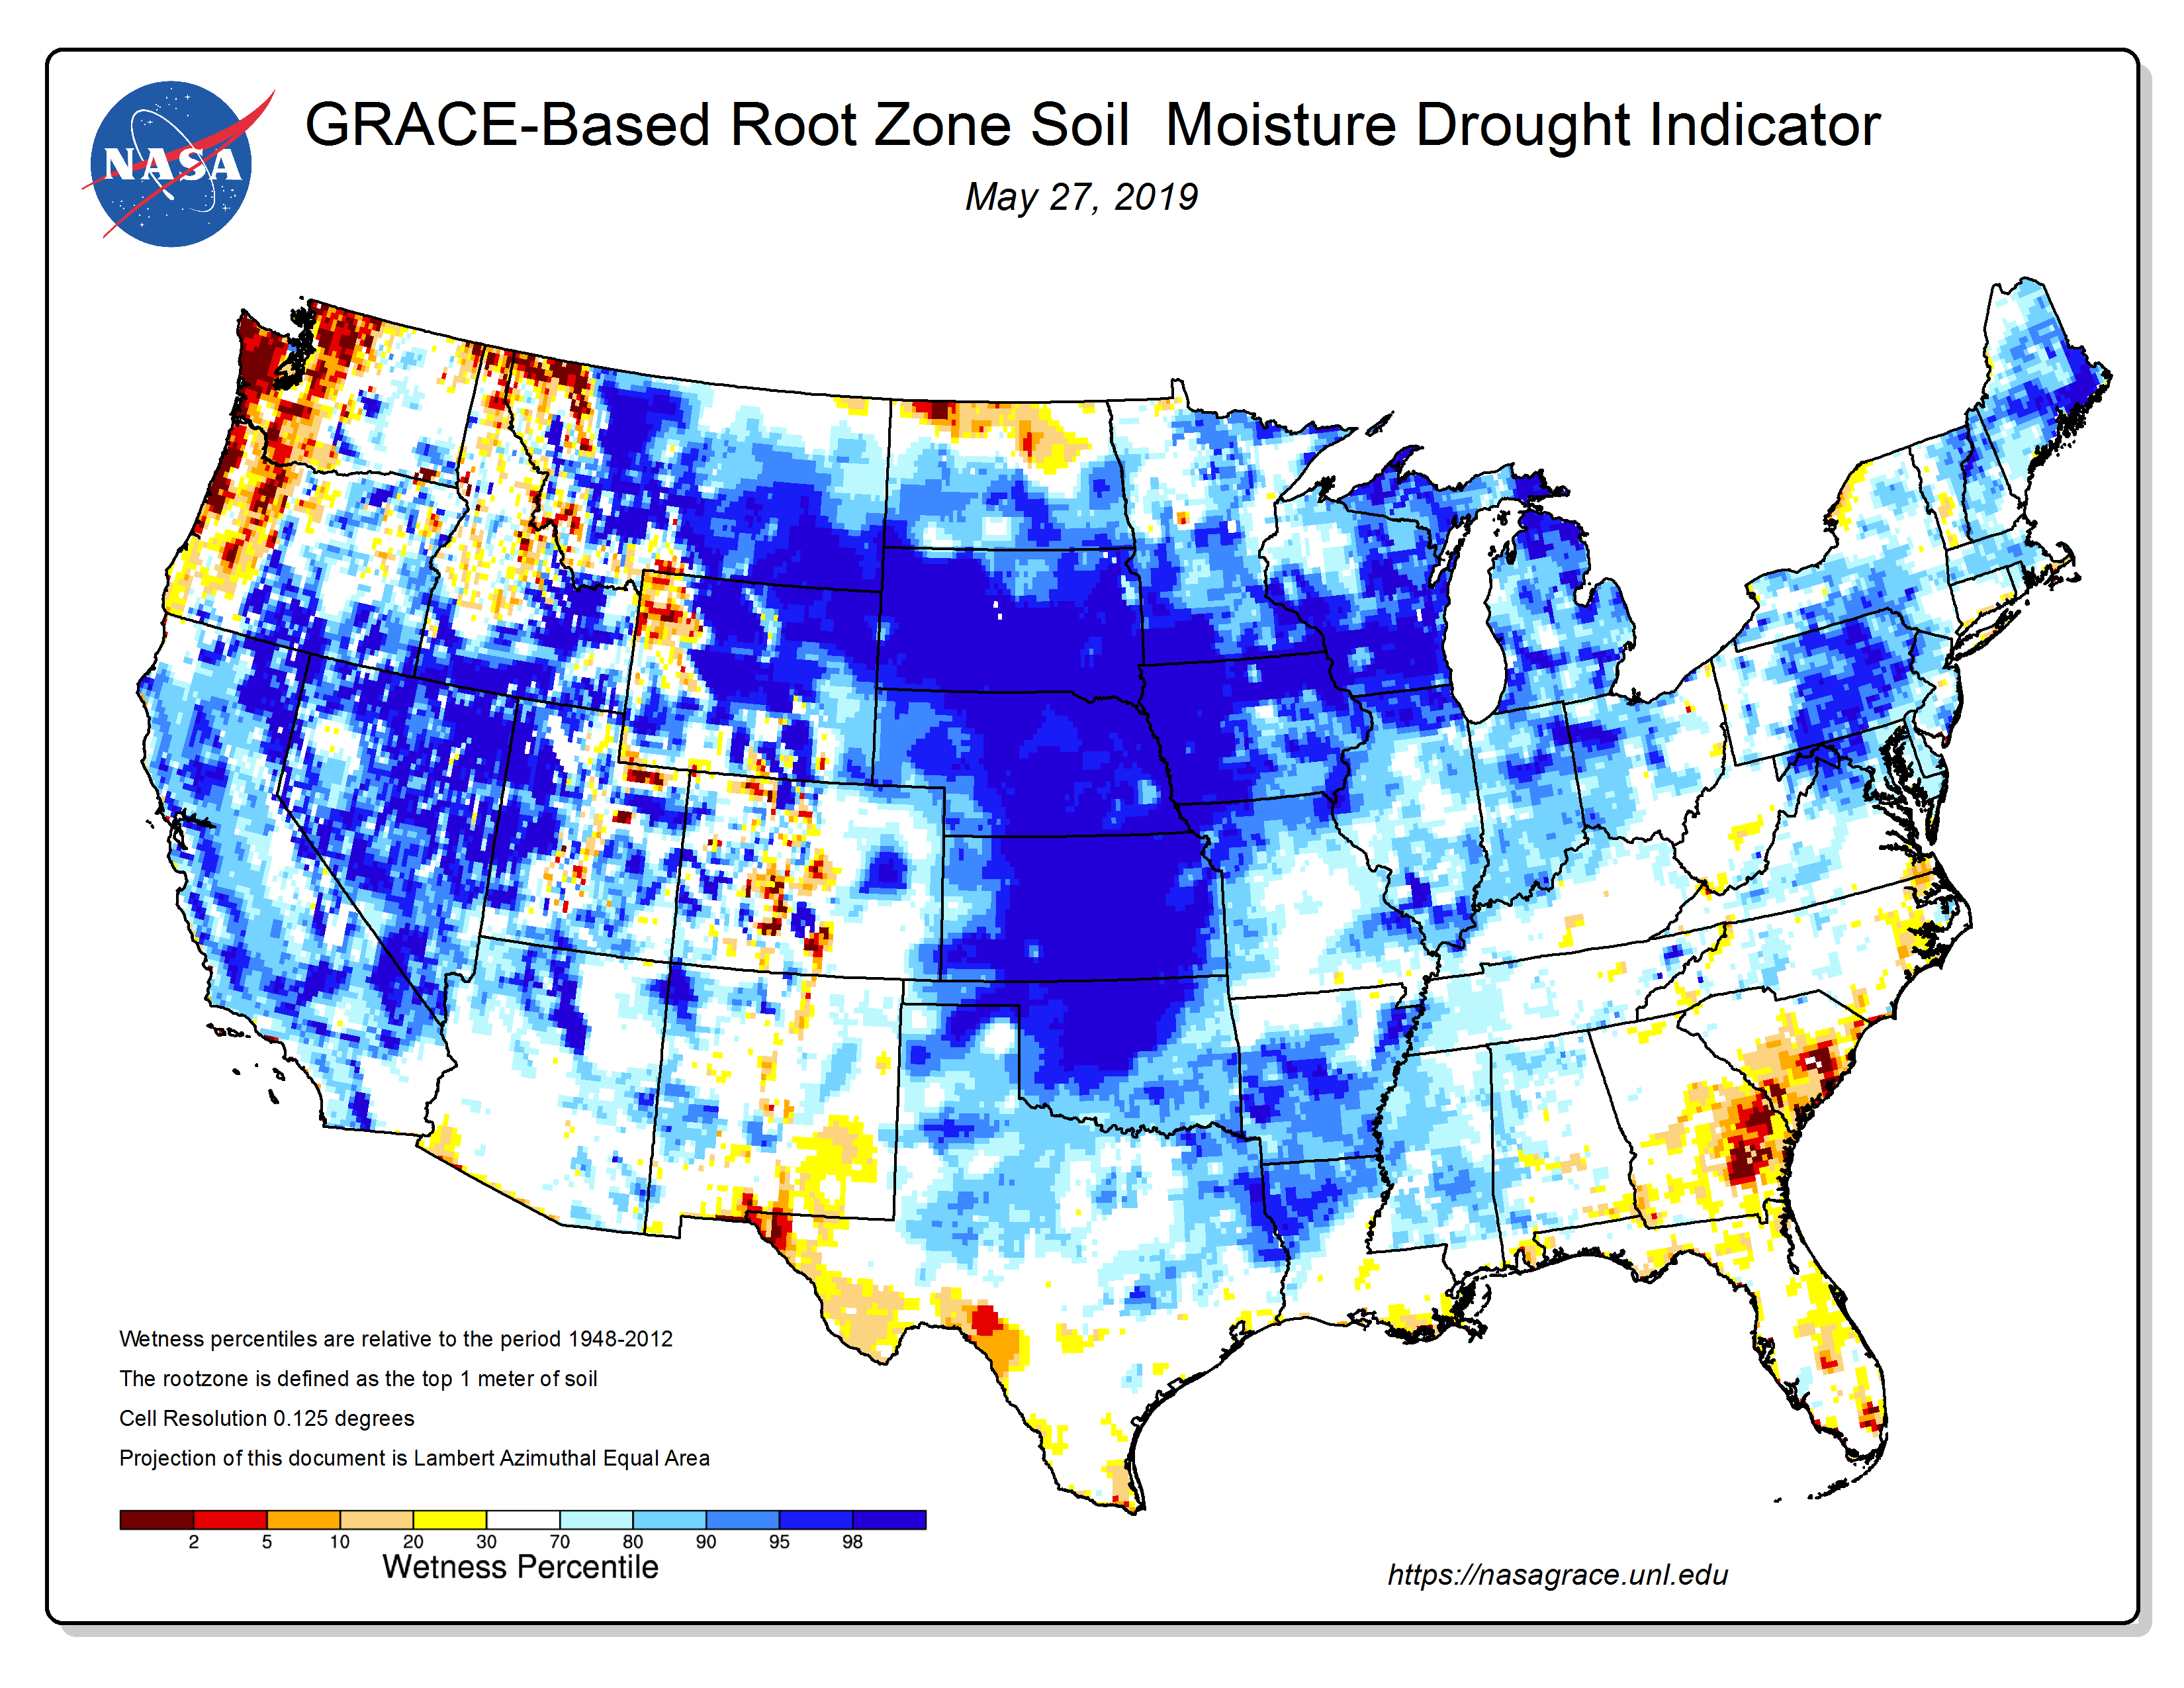 NASA
GRACE-Based Root Zone Soil  Moisture Drought Indicator
May 27, 2019
Wetness percentiles are relative to the period 1948-2012
The rootzone is defined as the top 1 meter of soil
Cell Resolution 0.125 degrees
Projection of this document is Lambert Azimuthal Equal Area
2 5 10 20 30 70 80 90 95 98
Wetness Percentile
https://nasagrace.unl.edu